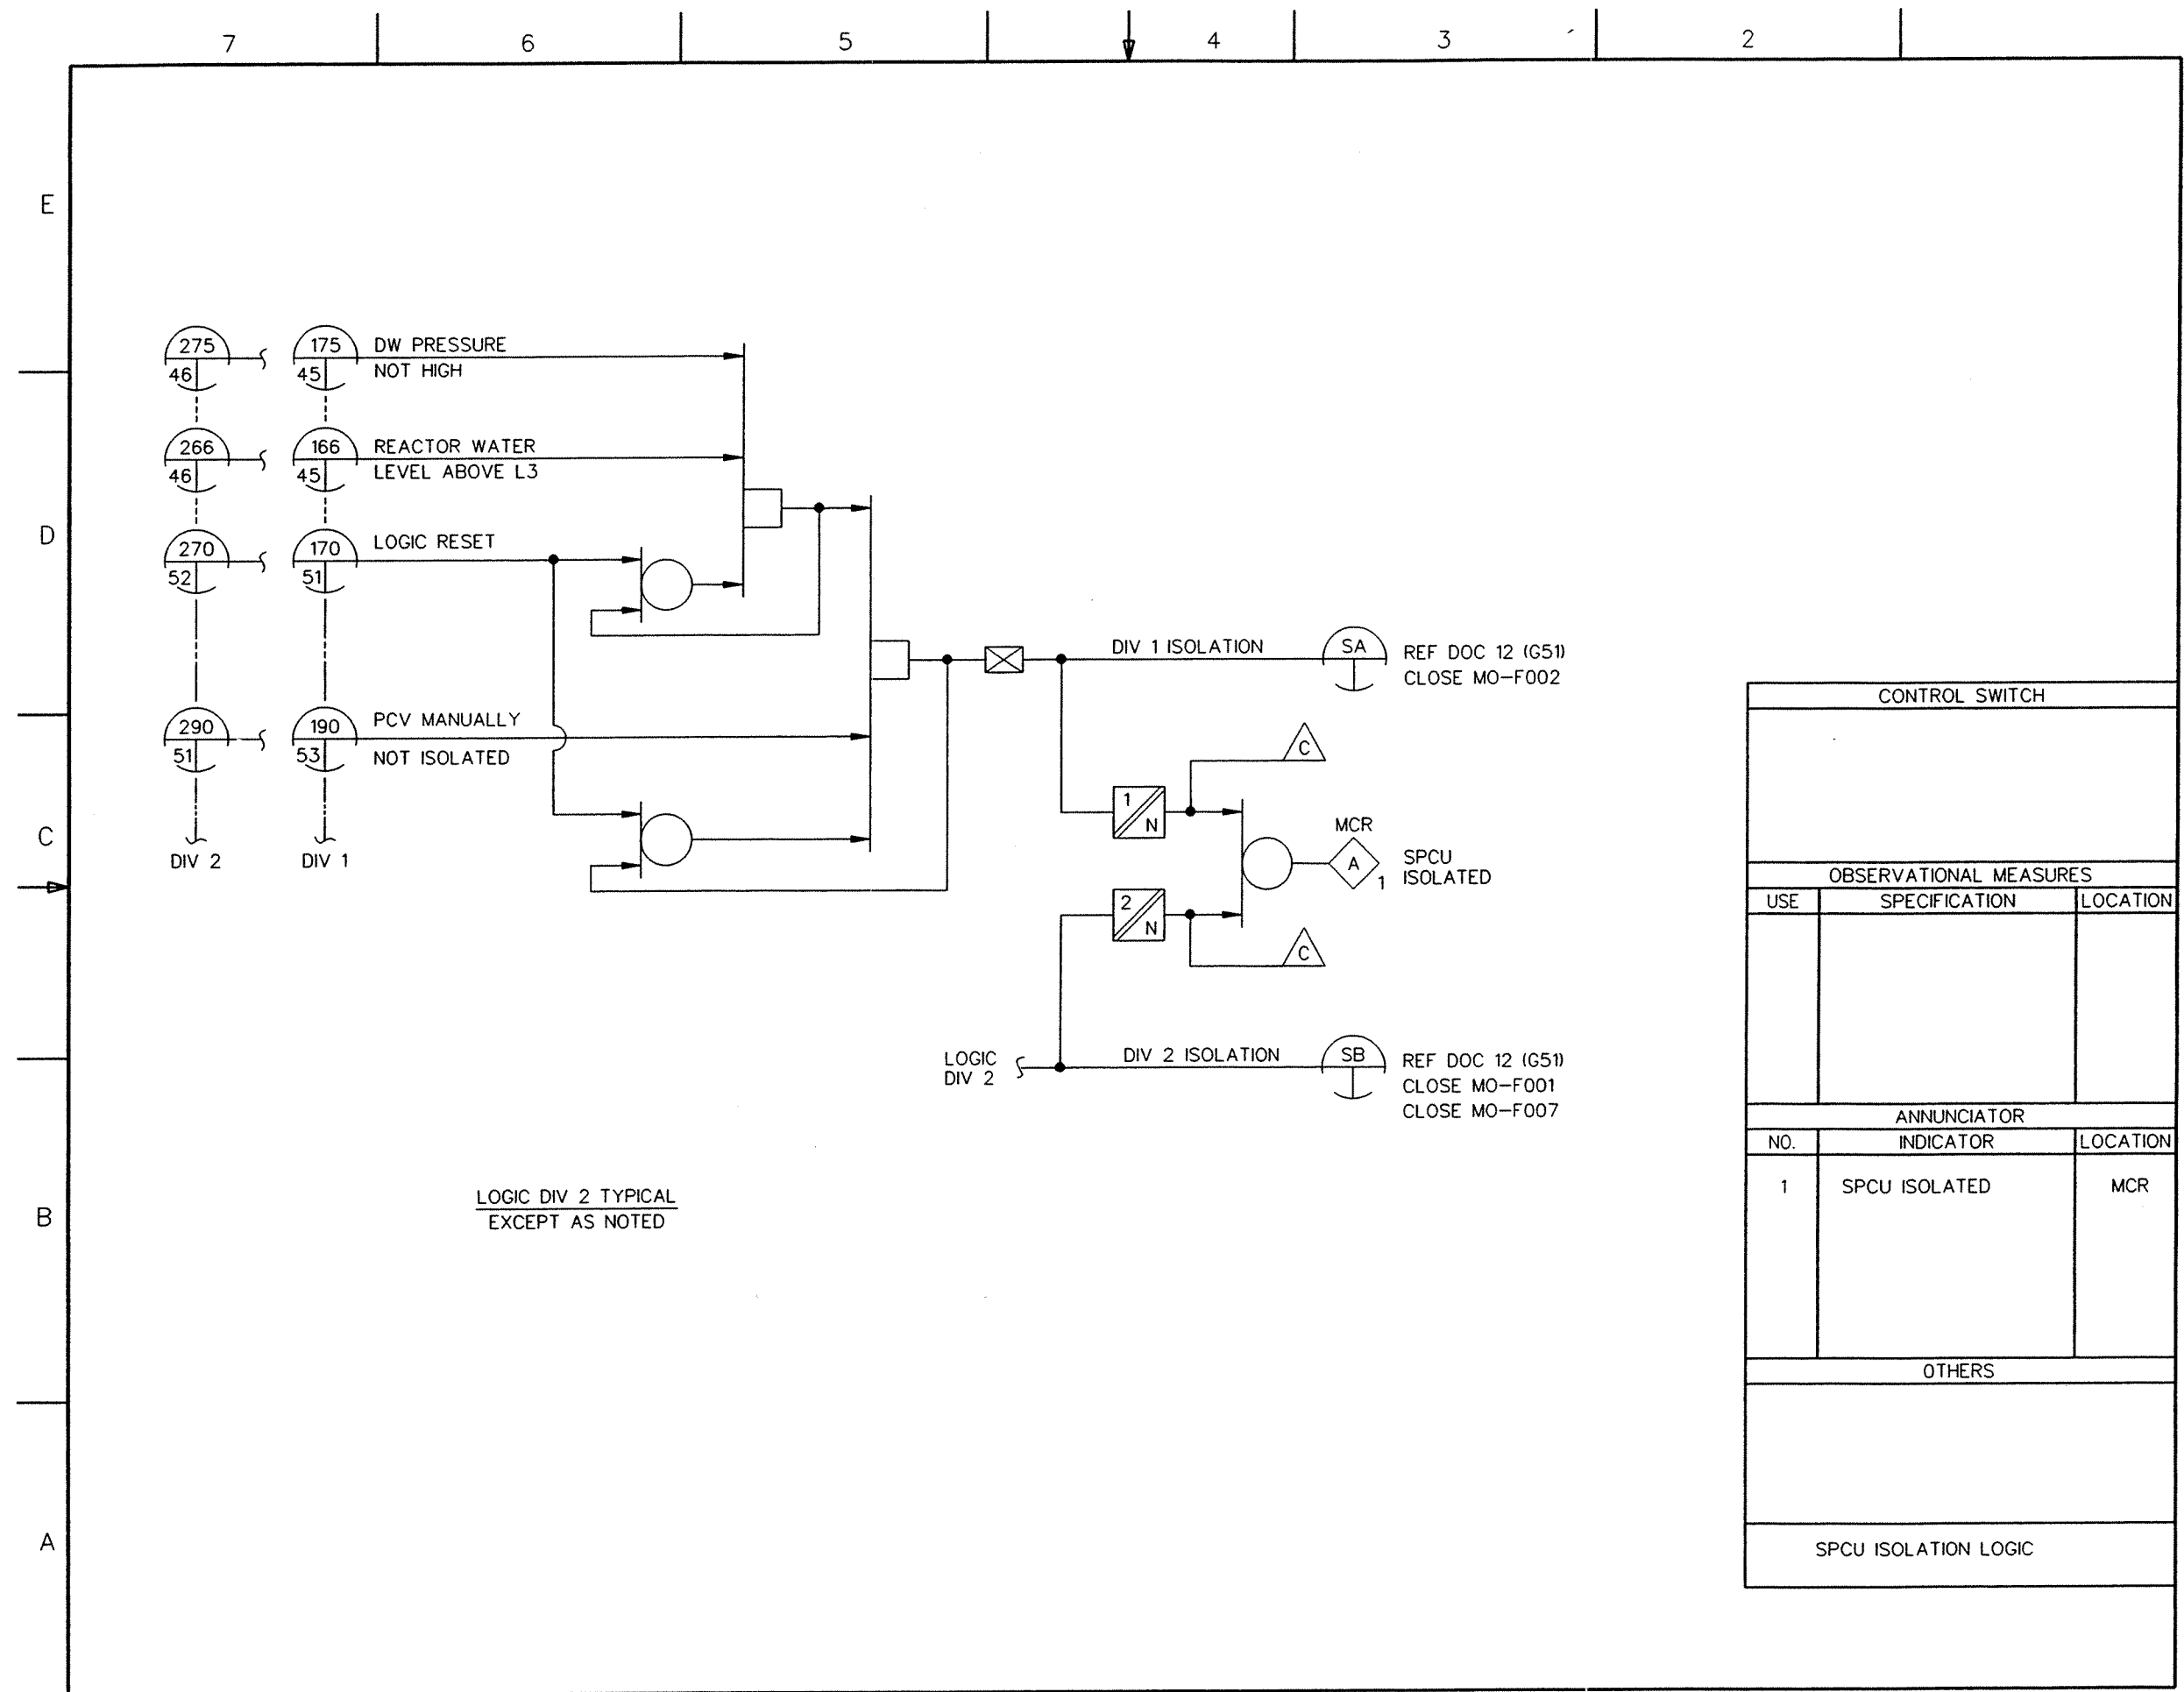 7 6 5 4 3 2
E
D
C
B
A
275
46
175
45
DW PRESSURE
NOT HIGH
266
46
166
45
REACTOR WATER
LEVEL ABOVE L3
270
52
170
51
LOGIC RESET
290
51
190
53
PCV MANUALLY
NOT ISOLATED
DIV 2
DIV 1
DIV 1 ISOLATION
SA
REF DOC 12 (G51)
CLOSE MO-F002
C
1
N
MCR
A
1
SPCU
ISOLATED
2
N
C
LOGIC
DIV 2
DIV 2 ISOLATION
SB
REF DOC 12 (G51)
CLOSE MO-F001
CLOSE MO-F007
LOGIC DIV 2 TYPICAL
EXCEPT AS NOTED
CONTROL SWITCH
OBSERVATIONAL MEASURES
USE SPECIFICATION LOCATION
ANNUNCIATOR
NO. INDICATOR LOCATION
1 SPCU ISOLATED MCR
OTHERS
SPCU ISOLATION LOGIC